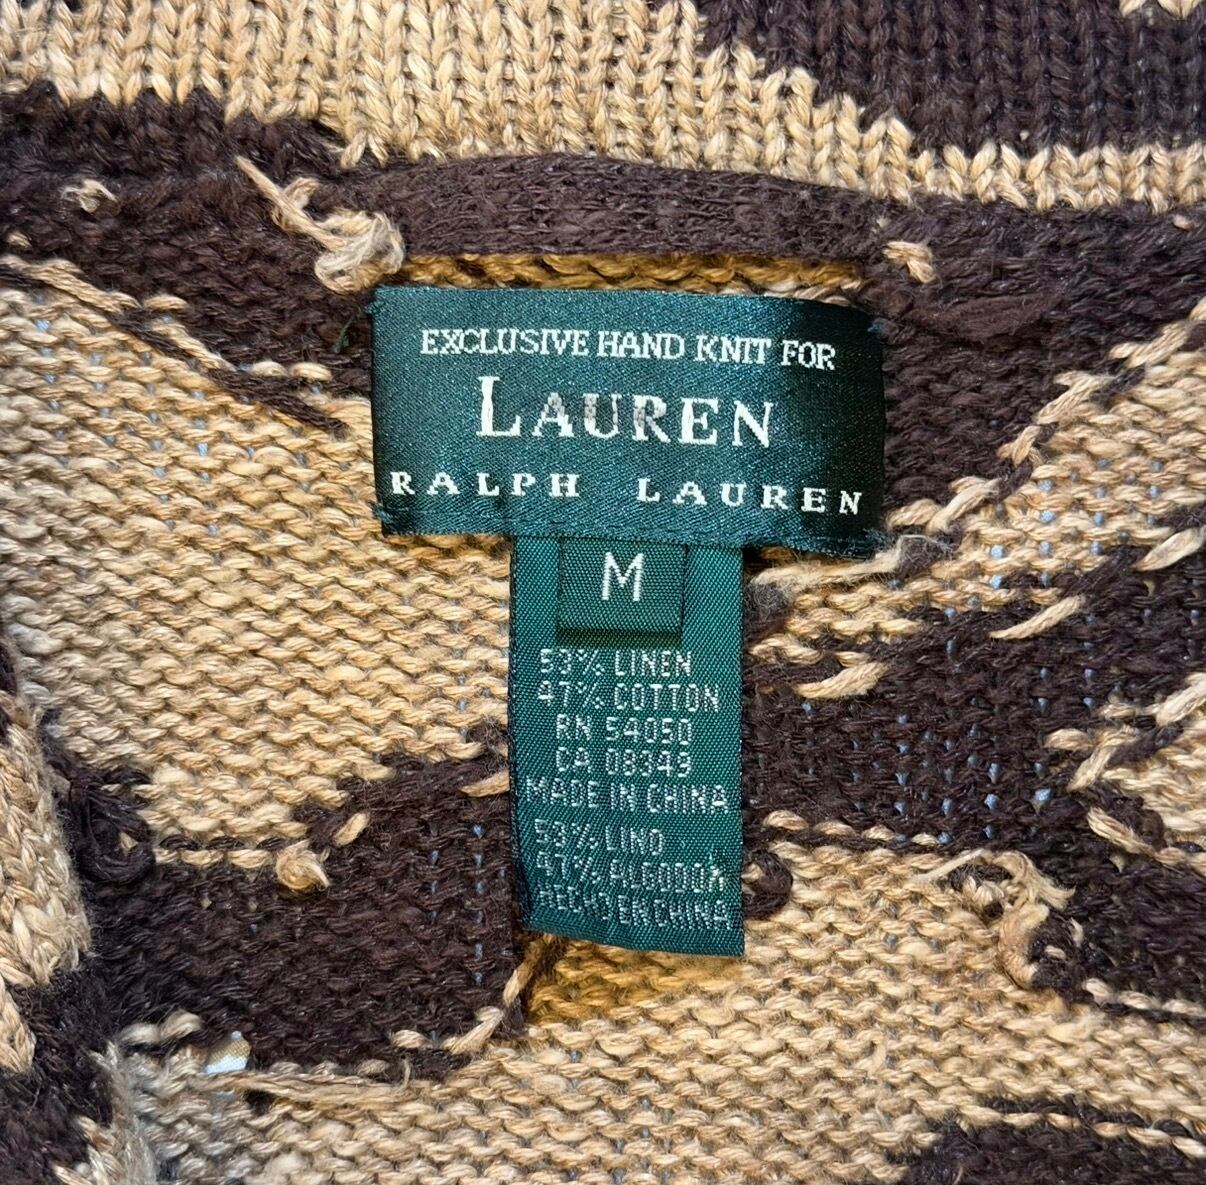 EXCLUSIVE HAND KNIT FOR
LAUREN
RALPH LAUREN
M
53% LINEN
47% COTTON
RN 54050
CA 08349
MADE IN CHINA
53% LINO
47% ALGODON
HECHO EN CHINA